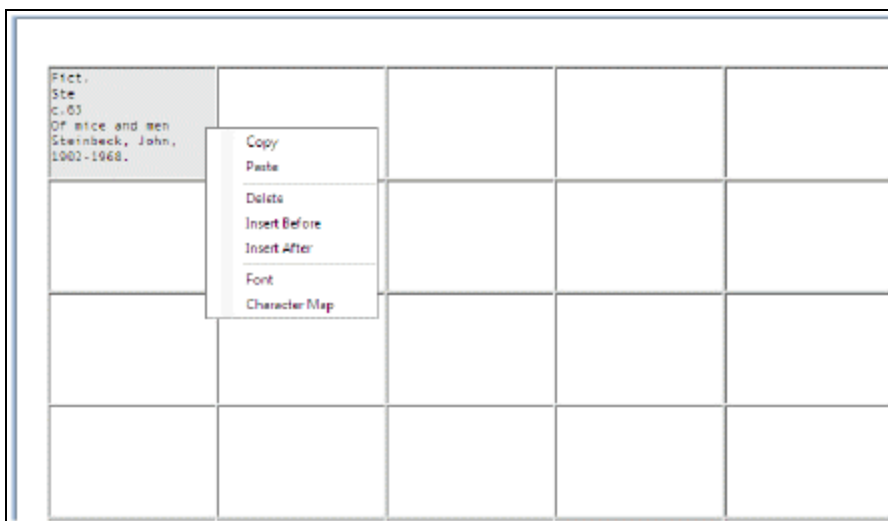 Fict.
Ste
c.63
Of mice and men
Steinbeck, John,
1902-1968.
Copy
Paste
Delete
Insert Before
Insert After
Font
Character Map